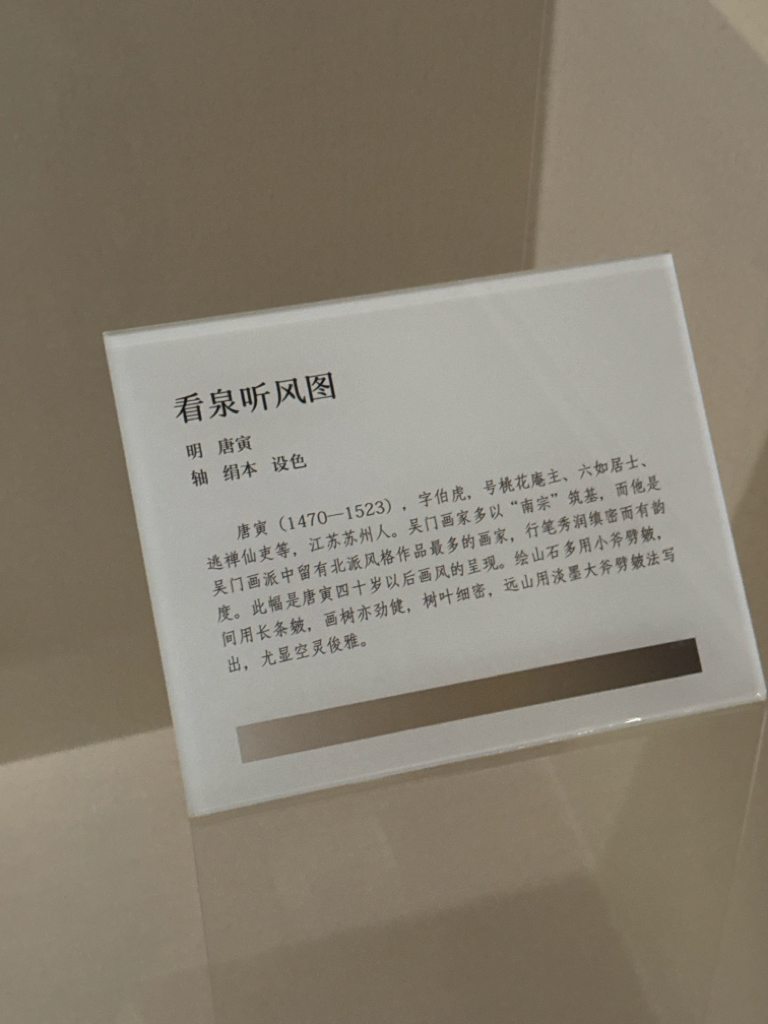 看泉听风图
明 唐寅
轴 绢本 设色
唐寅（1470—1523），字伯虎，号桃花庵主、六如居士、
逃禅仙吏等，江苏苏州人。吴门画家多以“南宗”筑基，而他是
吴门画派中留有北派风格作品最多的画家，行笔秀润缜密而有韵
度。此幅是唐寅四十岁以后画风的呈现。绘山石多用小斧劈皴，
间用长条皴，画树亦劲健，树叶细密，远山用淡墨大斧劈皴法写
出，尤显空灵俊雅。